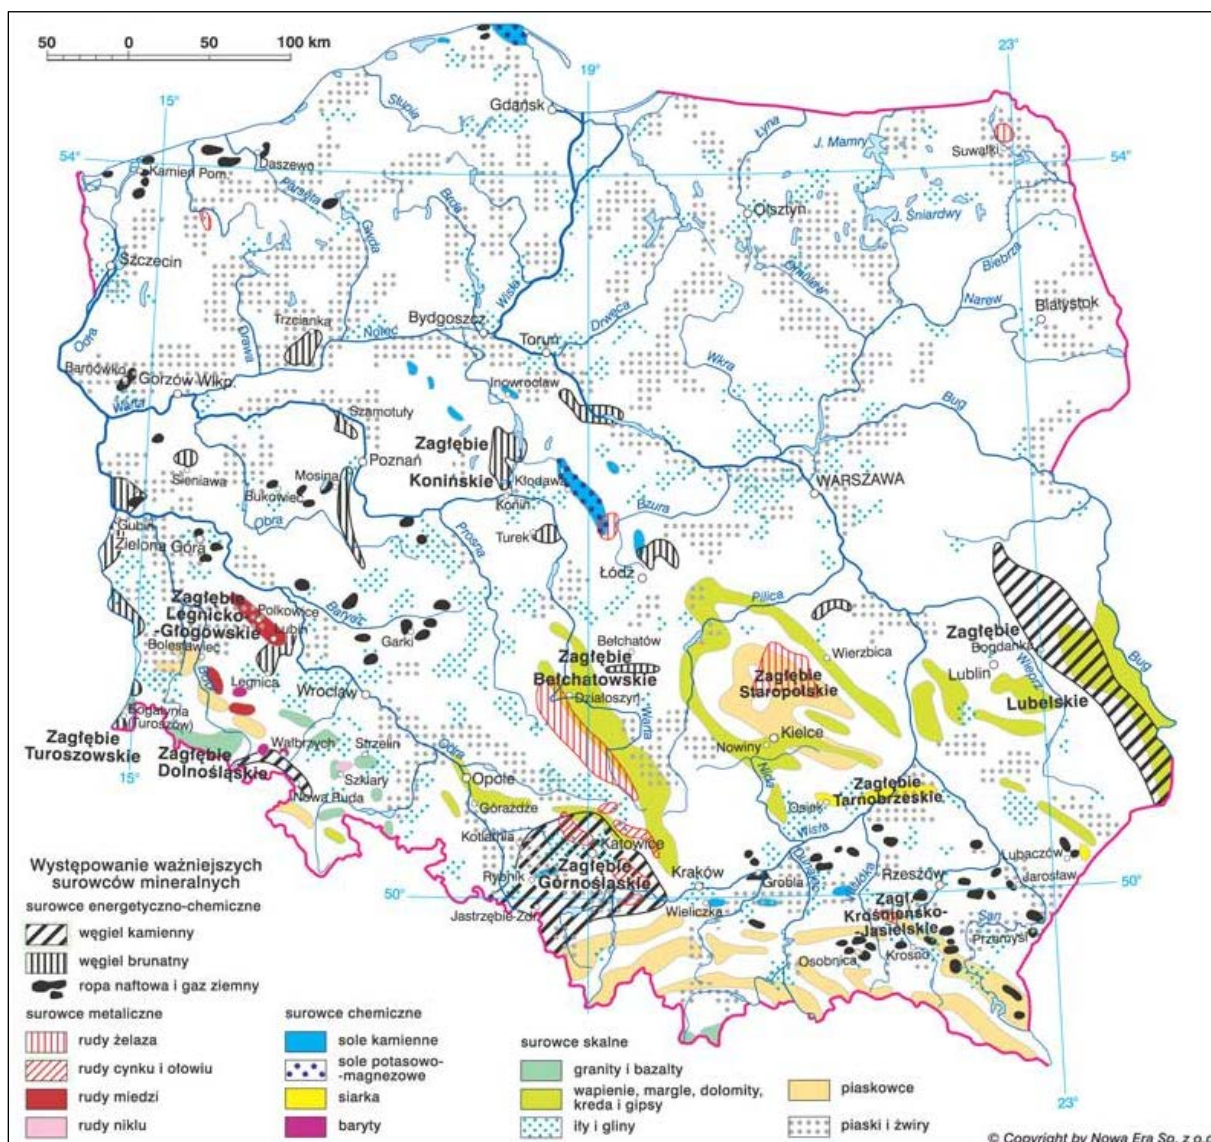 50 0 50 100 km
23°
19°
15°
Gdańsk
Słupia
Łyna
J. Mamry
Suwałki
54°
54°
Kamień Pom.
Daszewo
Parsęta
Gwda
Brda
Olsztyn
J. Śniardwy
Biebrza
Szczecin
Wisła
Omulew
Narew
Białystok
Odra
Drawa
Trzcianka
Noteć
Bydgoszcz
Toruń
Drwęca
Wkra
Barnówko
Gorzów Wlkp.
Warta
Inowrocław
Bug
Szamotuły
Zagłębie
Konińskie
Poznań
Sieniawa
Mosina
Bukowiec
Kłodawa
Konin
WARSZAWA
Obra
Bzura
Gubin
Zielona Góra
Prosna
Turek
Łódź
Zagłębie
Legnicko-
-Głogowskie
Polkowice
Lubin
Barycz
Garki
Pilica
Bolesławiec
Bełchatów
Zagłębie
Bełchatowskie
Działoszyn
Wierzbica
Zagłębie
Staropolskie
Zagłębie
Bogdanka
Lublin
Wieprz
Bug
Lubelskie
Legnica
Wrocław
Warta
Bogatynia
(Turoszów)
Zagłębie
Turoszowskie
15°
Zagłębie
Dolnośląskie
Wałbrzych
Strzelin
Szklary
Nowa Ruda
Odra
Opole
Górażdże
Nowiny
Kielce
Nida
Zagłębie
Tarnobrzeskie
Osiek
Wisła
Kotlarnia
Katowice
Zagłębie
Górnośląskie
Rybnik
50°
Jastrzębie-Zdr.
Kraków
Wieliczka
Grobla
Dunajec
Wisłoka
Rzeszów
Lubaczów
Jarosław
50°
Zagł.
Krośnieńsko-
-Jasielskie
San
Przemyśl
Osobnica
Krosno
23°
Występowanie ważniejszych
surowców mineralnych
surowce energetyczno-chemiczne
węgiel kamienny
węgiel brunatny
ropa naftowa i gaz ziemny
surowce metaliczne
rudy żelaza
rudy cynku i ołowiu
rudy miedzi
rudy niklu
surowce chemiczne
sole kamienne
sole potasowo-
-magnezowe
siarka
baryty
surowce skalne
granity i bazalty
wapienie, margle, dolomity,
kreda i gipsy
iły i gliny
piaskowce
piaski i żwiry
© Copyright by Nowa Era Sp. z o.o.